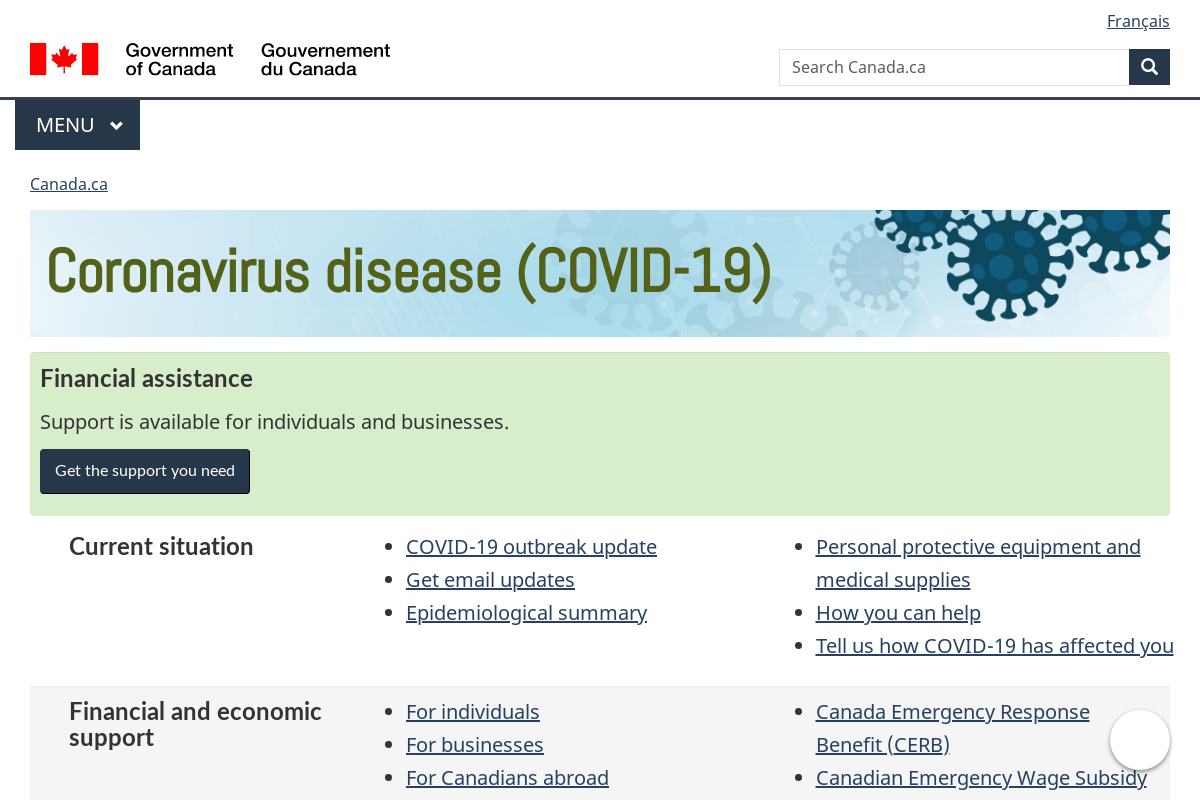 Français
Government of Canada
Gouvernement du Canada
Search Canada.ca
MENU
Canada.ca
Coronavirus disease (COVID-19)
Financial assistance
Support is available for individuals and businesses.
Get the support you need
Current situation
COVID-19 outbreak update
Get email updates
Epidemiological summary
Personal protective equipment and
medical supplies
How you can help
Tell us how COVID-19 has affected you
Financial and economic
support
For individuals
For businesses
For Canadians abroad
Canada Emergency Response
Benefit (CERB)
Canadian Emergency Wage Subsidy